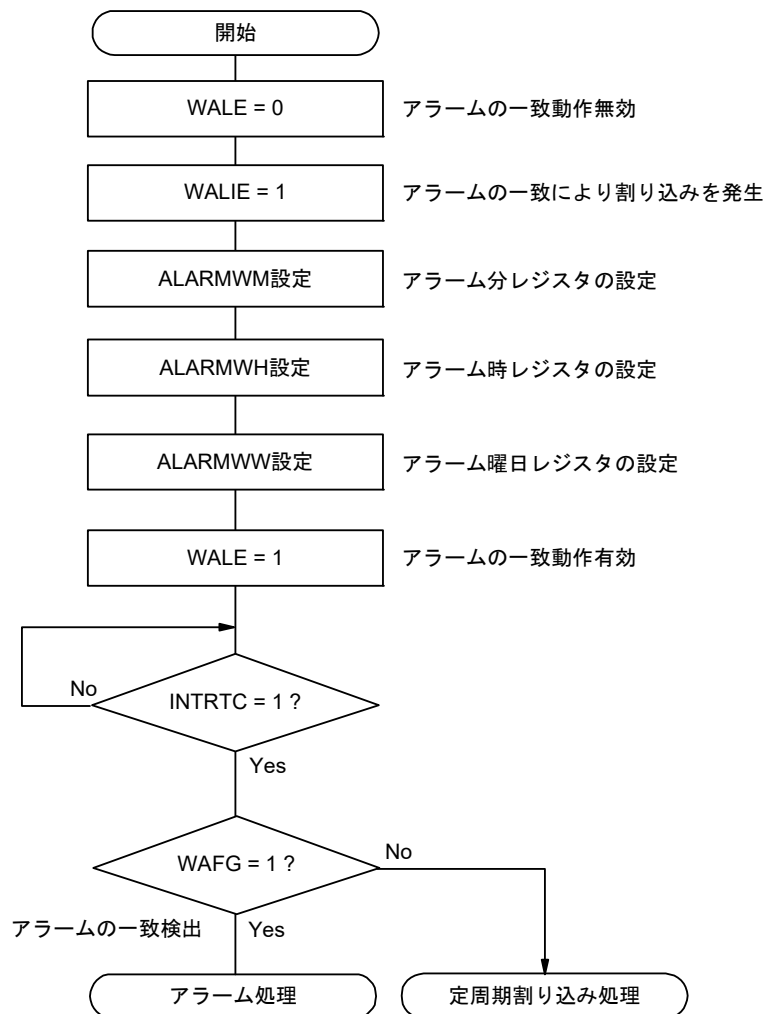 開始
WALE = 0
アラームの一致動作無効
WALIE = 1
アラームの一致により割り込みを発生
ALARMWM設定
アラーム分レジスタの設定
ALARMWH設定
アラーム時レジスタの設定
ALARMWW設定
アラーム曜日レジスタの設定
WALE = 1
アラームの一致動作有効
No
INTRTC = 1 ?
Yes
WAFG = 1 ?
No
アラームの一致検出
Yes
アラーム処理
定周期割り込み処理